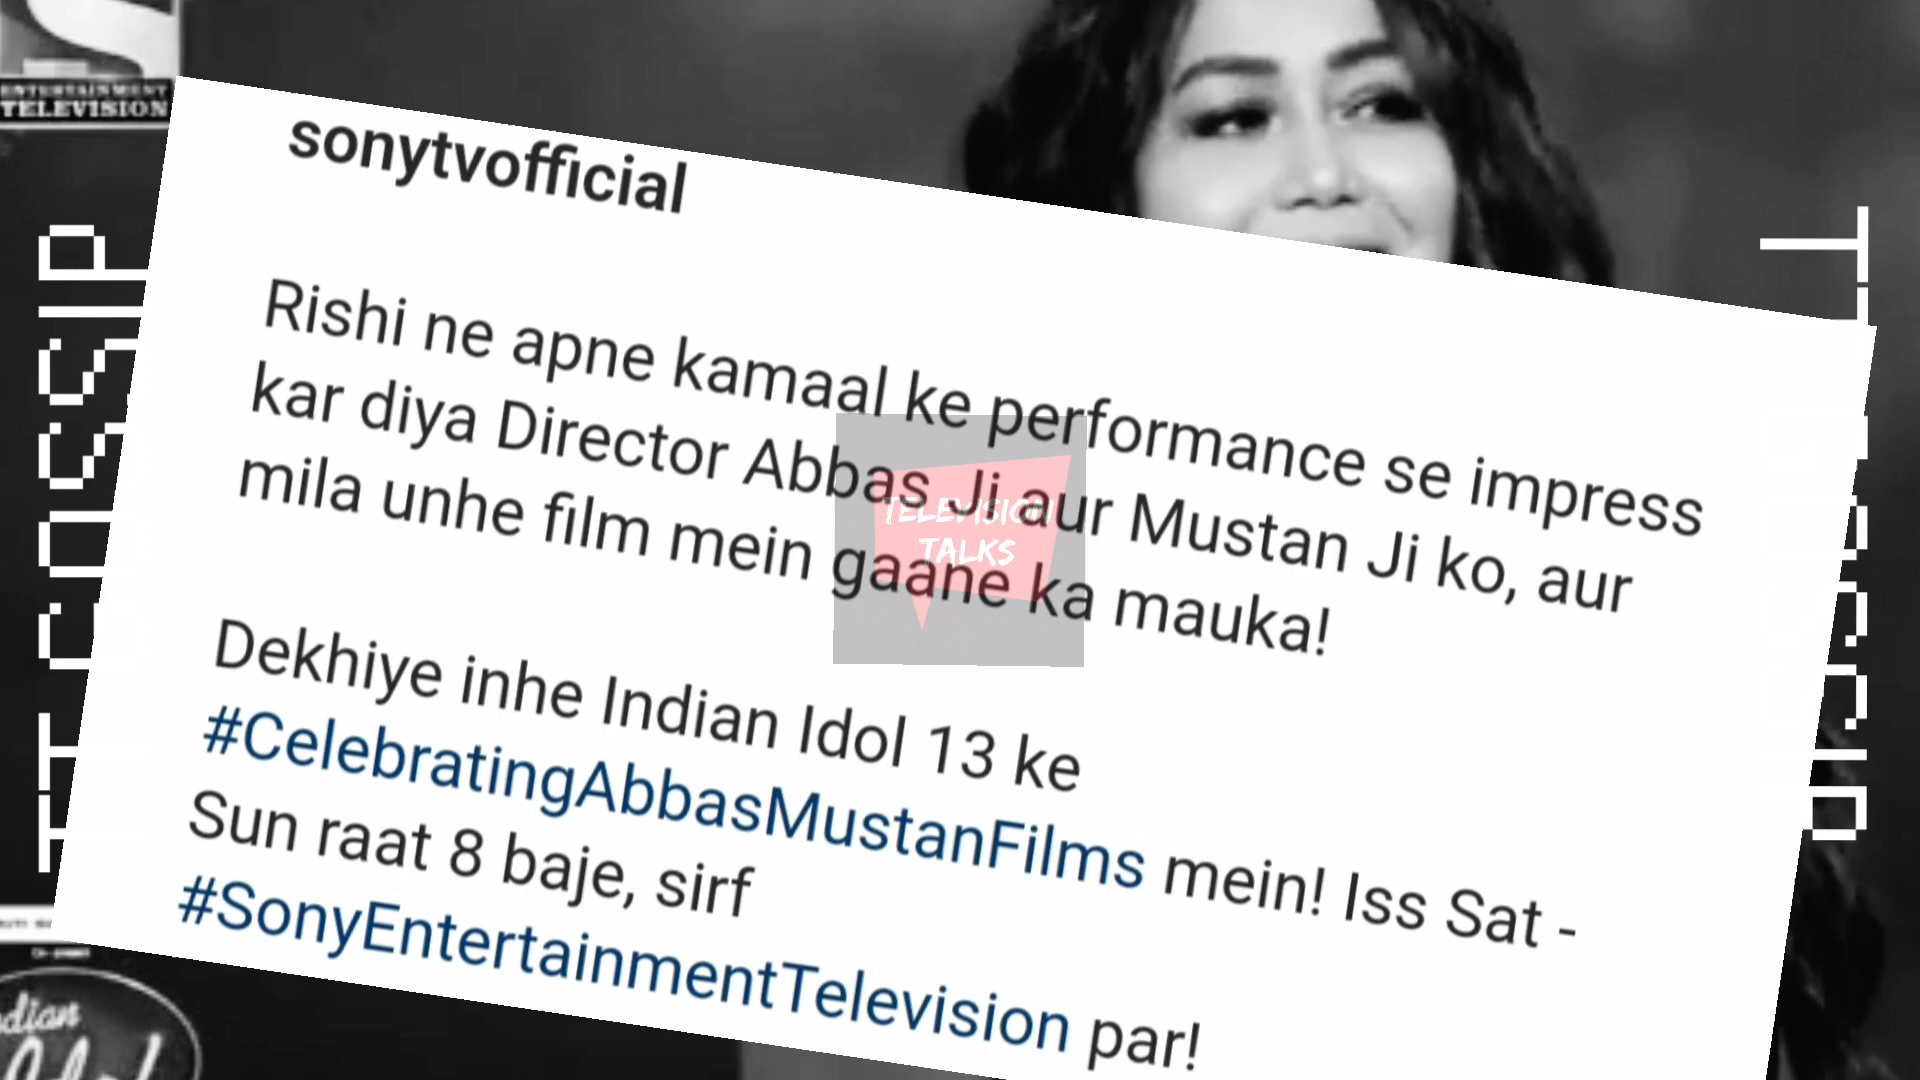 ENTERTAINMENT
TELEVISION
sonytvofficial
Rishi ne apne kamaal ke performance se impress
kar diya Director Abbas Ji aur Mustan Ji ko, aur
mila unhe film mein gaane ka mauka!
Dekhiye inhe Indian Idol 13 ke
#CelebratingAbbasMustanFilms mein! Iss Sat -
Sun raat 8 baje, sirf
#SonyEntertainmentTelevision par!
TELEVISION
TALKS
GOSSIP